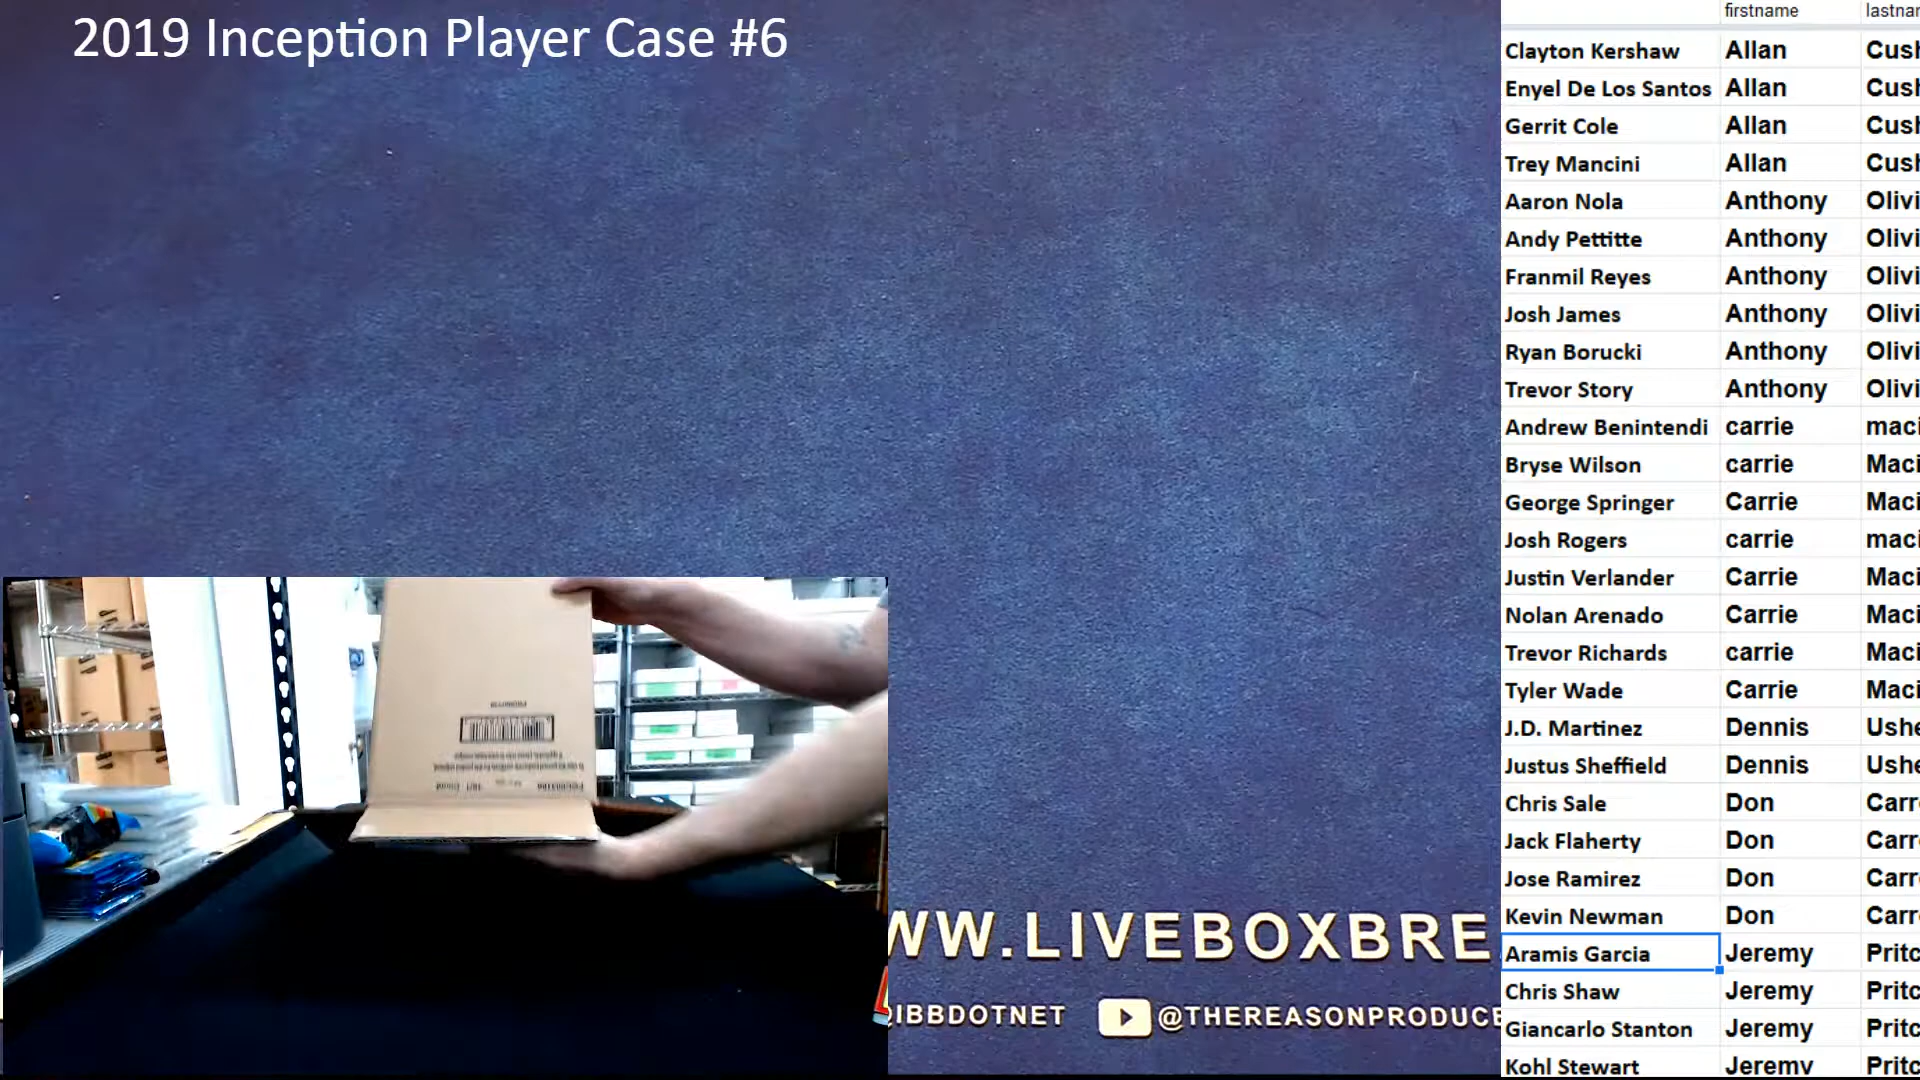 2019 Inception Player Case #6
firstname lastnar
Clayton Kershaw Allan Cush
Enyel De Los Santos Allan Cush
Gerrit Cole Allan Cush
Trey Mancini Allan Cush
Aaron Nola Anthony Olivi
Andy Pettitte Anthony Olivi
Franmil Reyes Anthony Olivi
Josh James Anthony Olivi
Ryan Borucki Anthony Olivi
Trevor Story Anthony Olivi
Andrew Benintendi carrie maci
Bryse Wilson carrie Maci
George Springer Carrie Maci
Josh Rogers carrie maci
Justin Verlander Carrie Maci
Nolan Arenado Carrie Maci
Trevor Richards carrie Maci
Tyler Wade Carrie Maci
J.D. Martinez Dennis Ushe
Justus Sheffield Dennis Ushe
Chris Sale Don Carr
Jack Flaherty Don Carr
Jose Ramirez Don Carr
Kevin Newman Don Carr
Aramis Garcia Jeremy Pritc
Chris Shaw Jeremy Pritc
Giancarlo Stanton Jeremy Pritc
Kohl Stewart Jeremy Pritc
WW.LIVEBOXBRE
IBBDOTNET @THEREASONPRODUCE